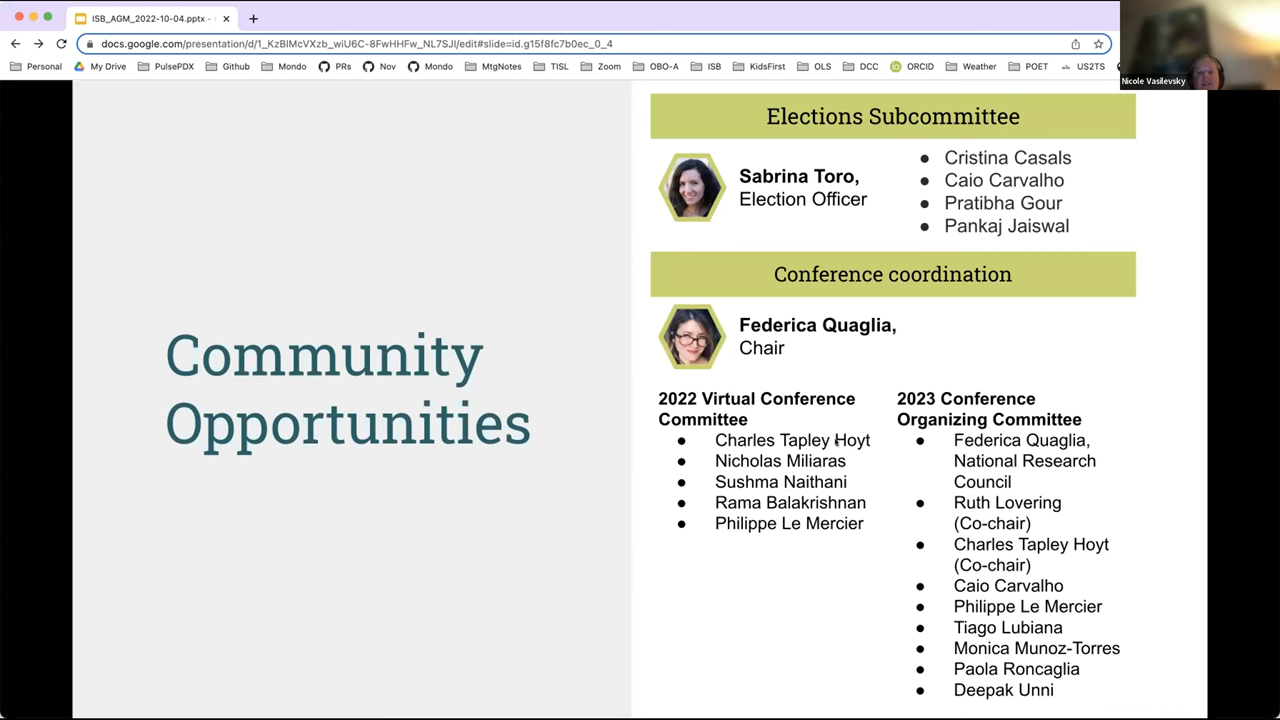 ISB_AGM_2022-10-04.pptx -
docs.google.com/presentation/d/1_KzBIMcVXzb_wiU6C-8FwHHFw_NL7SJI/edit#slide=id.g15f8fc7b0ec_0_4
Personal My Drive PulsePDX Github Mondo PRs Nov Mondo MtgNotes TISL Zoom OBO-A ISB KidsFirst OLS DCC ORCID Weather POET US2TS
Nicole Vasilevsky
Community
Opportunities
Elections Subcommittee
Sabrina Toro,
Election Officer
Cristina Casals
Caio Carvalho
Pratibha Gour
Pankaj Jaiswal
Conference coordination
Federica Quaglia,
Chair
2022 Virtual Conference
Committee
Charles Tapley Hoyt
Nicholas Miliaras
Sushma Naithani
Rama Balakrishnan
Philippe Le Mercier
2023 Conference
Organizing Committee
Federica Quaglia,
National Research
Council
Ruth Lovering
(Co-chair)
Charles Tapley Hoyt
(Co-chair)
Caio Carvalho
Philippe Le Mercier
Tiago Lubiana
Monica Munoz-Torres
Paola Roncaglia
Deepak Unni